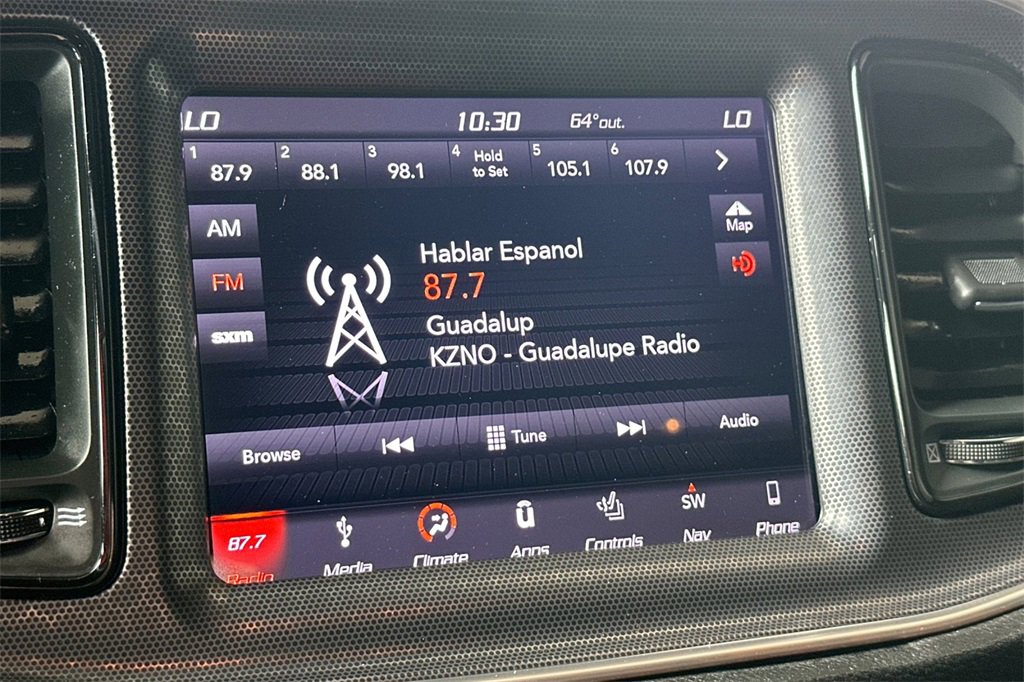 LO 10:30 64°out. LO
1 87.9 2 88.1 3 98.1 4 Hold to Set 5 105.1 6 107.9
AM
Map
Hablar Espanol
FM
87.7
HD
sxm
Guadalup
KZNO - Guadalupe Radio
Browse Tune Audio
87.7 SW
Radio Media Climate Apps Controls Nav Phone